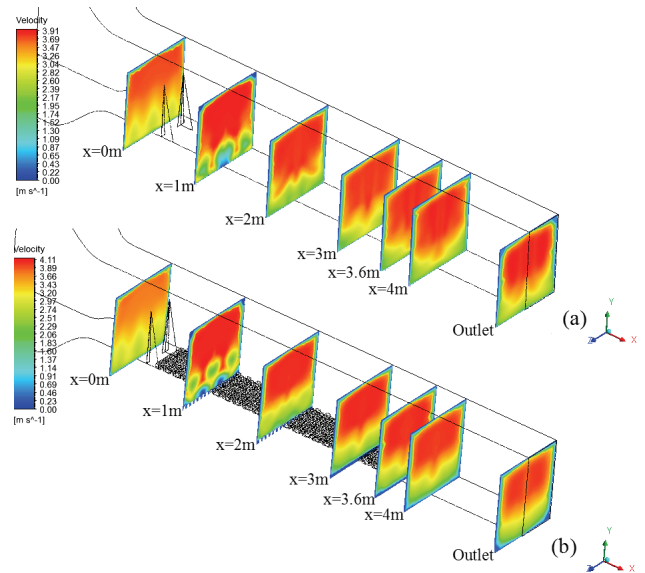 Velocity
3.91
3.69
3.47
3.26
3.04
2.82
2.60
2.39
2.17
1.95
1.74
1.52
1.30
1.09
0.87
0.65
0.43
0.22
0.00
[m s^-1]
x=0m
x=1m
x=2m
x=3m
x=3.6m
x=4m
Outlet
(a)
Y
Z
X
Velocity
4.11
3.89
3.66
3.43
3.20
2.97
2.74
2.51
2.29
2.06
1.83
1.60
1.37
1.14
0.91
0.69
0.46
0.23
0.00
[m s^-1]
x=0m
x=1m
x=2m
x=3m
x=3.6m
x=4m
Outlet
(b)
Y
Z
X